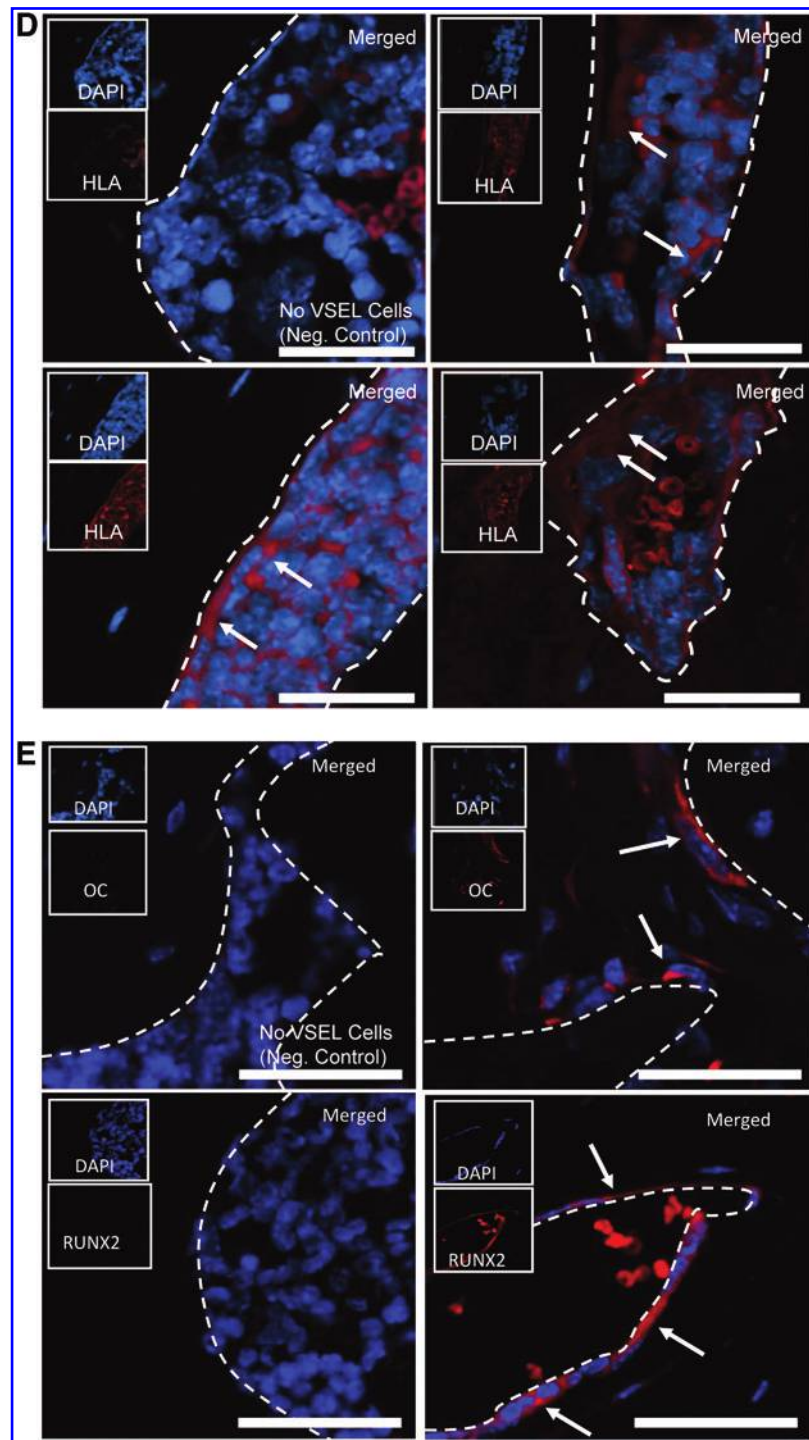 D
Merged
DAPI
HLA
No VSEL Cells
(Neg. Control)
Merged
DAPI
HLA
Merged
DAPI
HLA
Merged
DAPI
HLA
E
Merged
DAPI
OC
No VSEL Cells
(Neg. Control)
Merged
DAPI
OC
Merged
DAPI
RUNX2
Merged
DAPI
RUNX2